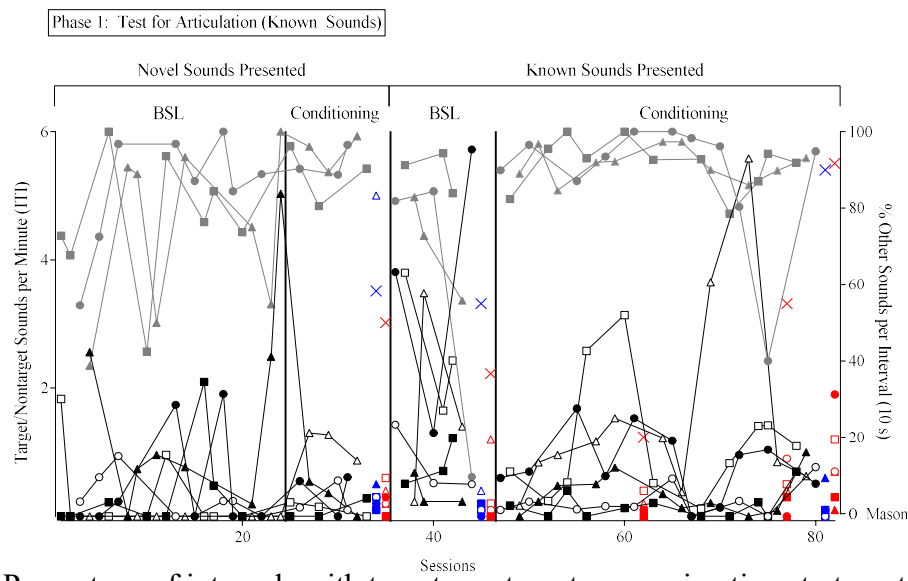 Phase 1: Test for Articulation (Known Sounds)
Novel Sounds Presented
Known Sounds Presented
BSL
Conditioning
BSL
Conditioning
Target/Nontarget Sounds per Minute (ITI)
6
4
2
% Other Sounds per Interval (10 s)
100
80
60
40
20
0
Mason
20
40
60
80
Sessions